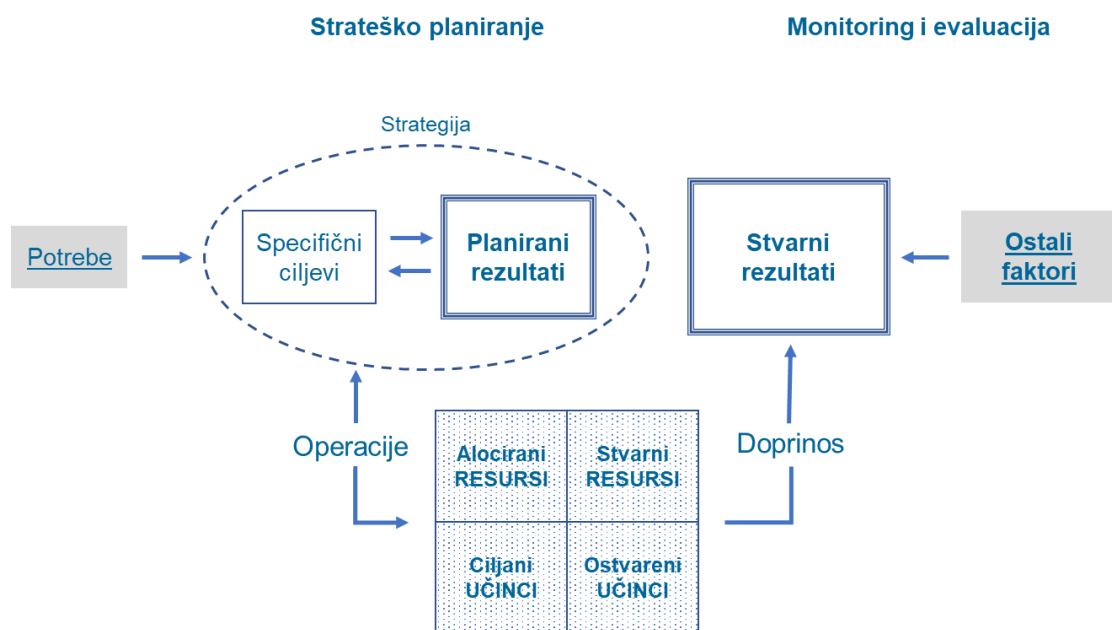 Strateško planiranje
Monitoring i evaluacija
Strategija
Potrebe
Specifični
ciljevi
Planirani
rezultati
Stvarni
rezultati
Ostali
faktori
Operacije
Alocirani
RESURSI
Stvarni
RESURSI
Doprinos
Ciljani
UČINCI
Ostvareni
UČINCI